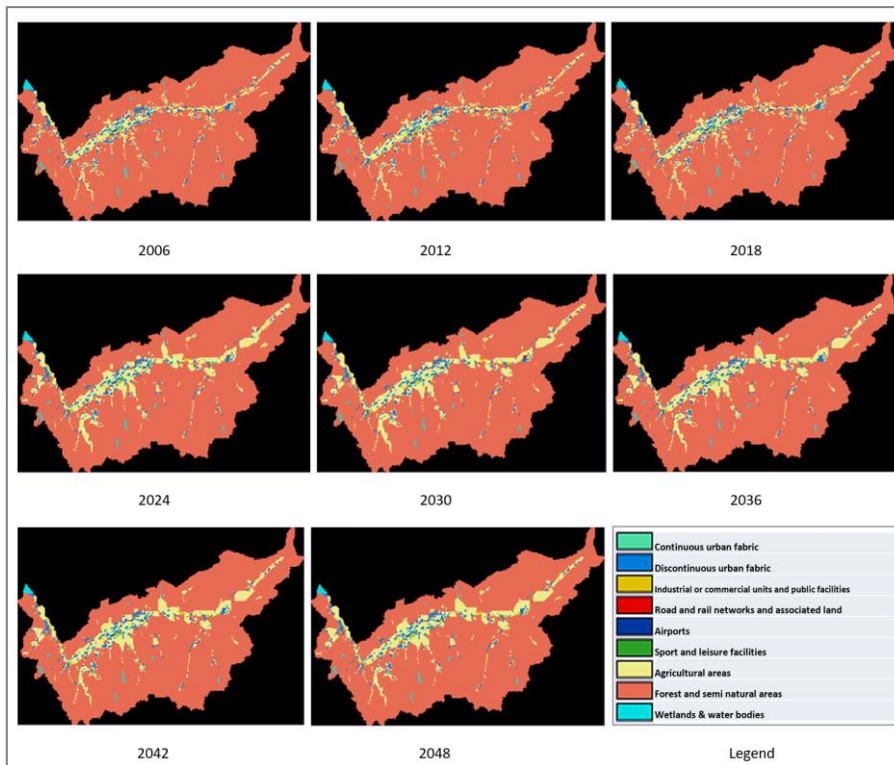 2006
2012
2018
2024
2030
2036
Continuous urban fabric
Discontinuous urban fabric
Industrial or commercial units and public facilities
Road and rail networks and associated land
Airports
Sport and leisure facilities
Agricultural areas
Forest and semi natural areas
Wetlands & water bodies
2042
2048
Legend